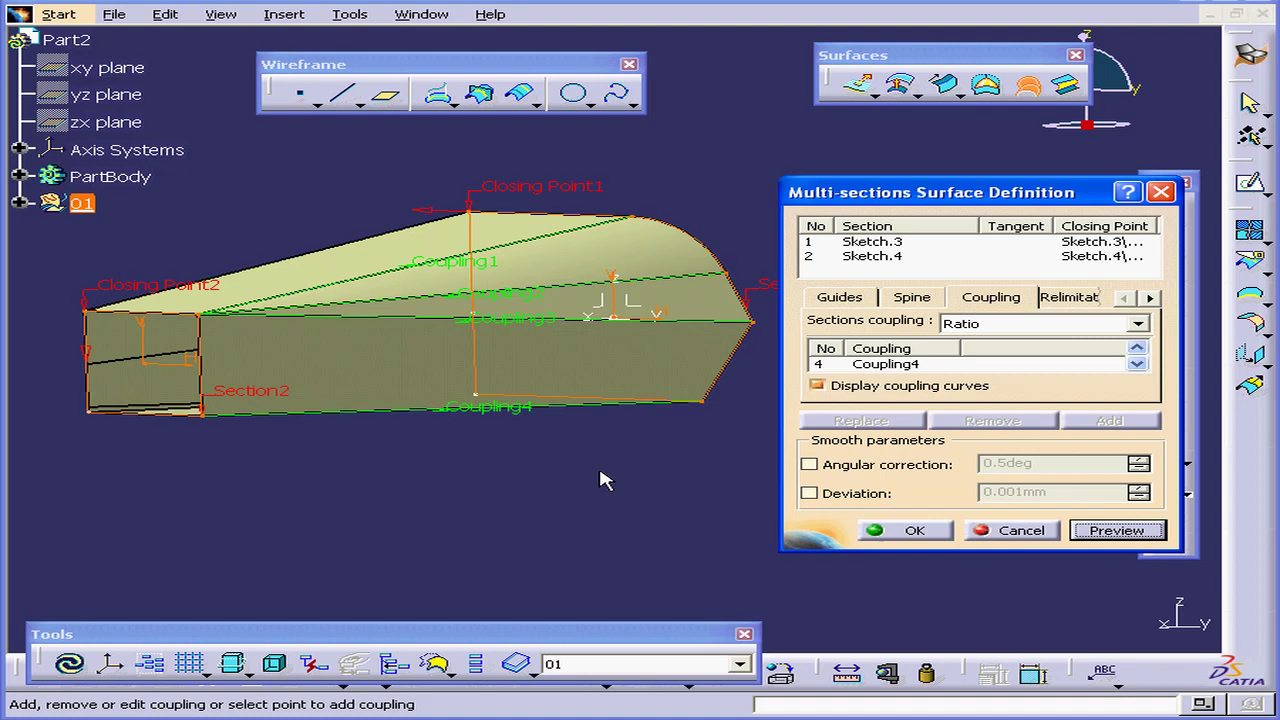 Start File Edit View Insert Tools Window Help
Part2
xy plane
yz plane
zx plane
Axis Systems
PartBody
01
Wireframe
Surfaces
z
y
Closing Point1
Closing Point2
Coupling1
Coupling2
Coupling3
Coupling4
Section2
Multi-sections Surface Definition
No Section Tangent Closing Point
1 Sketch.3 Sketch.3\...
2 Sketch.4 Sketch.4\...
Guides Spine Coupling Relimitat
Sections coupling : Ratio
No Coupling
4 Coupling4
Display coupling curves
Replace Remove Add
Smooth parameters
Angular correction: 0.5deg
Deviation: 0.001mm
OK Cancel Preview
z
x y
Tools
01
ABC
CATIA
Add, remove or edit coupling or select point to add coupling